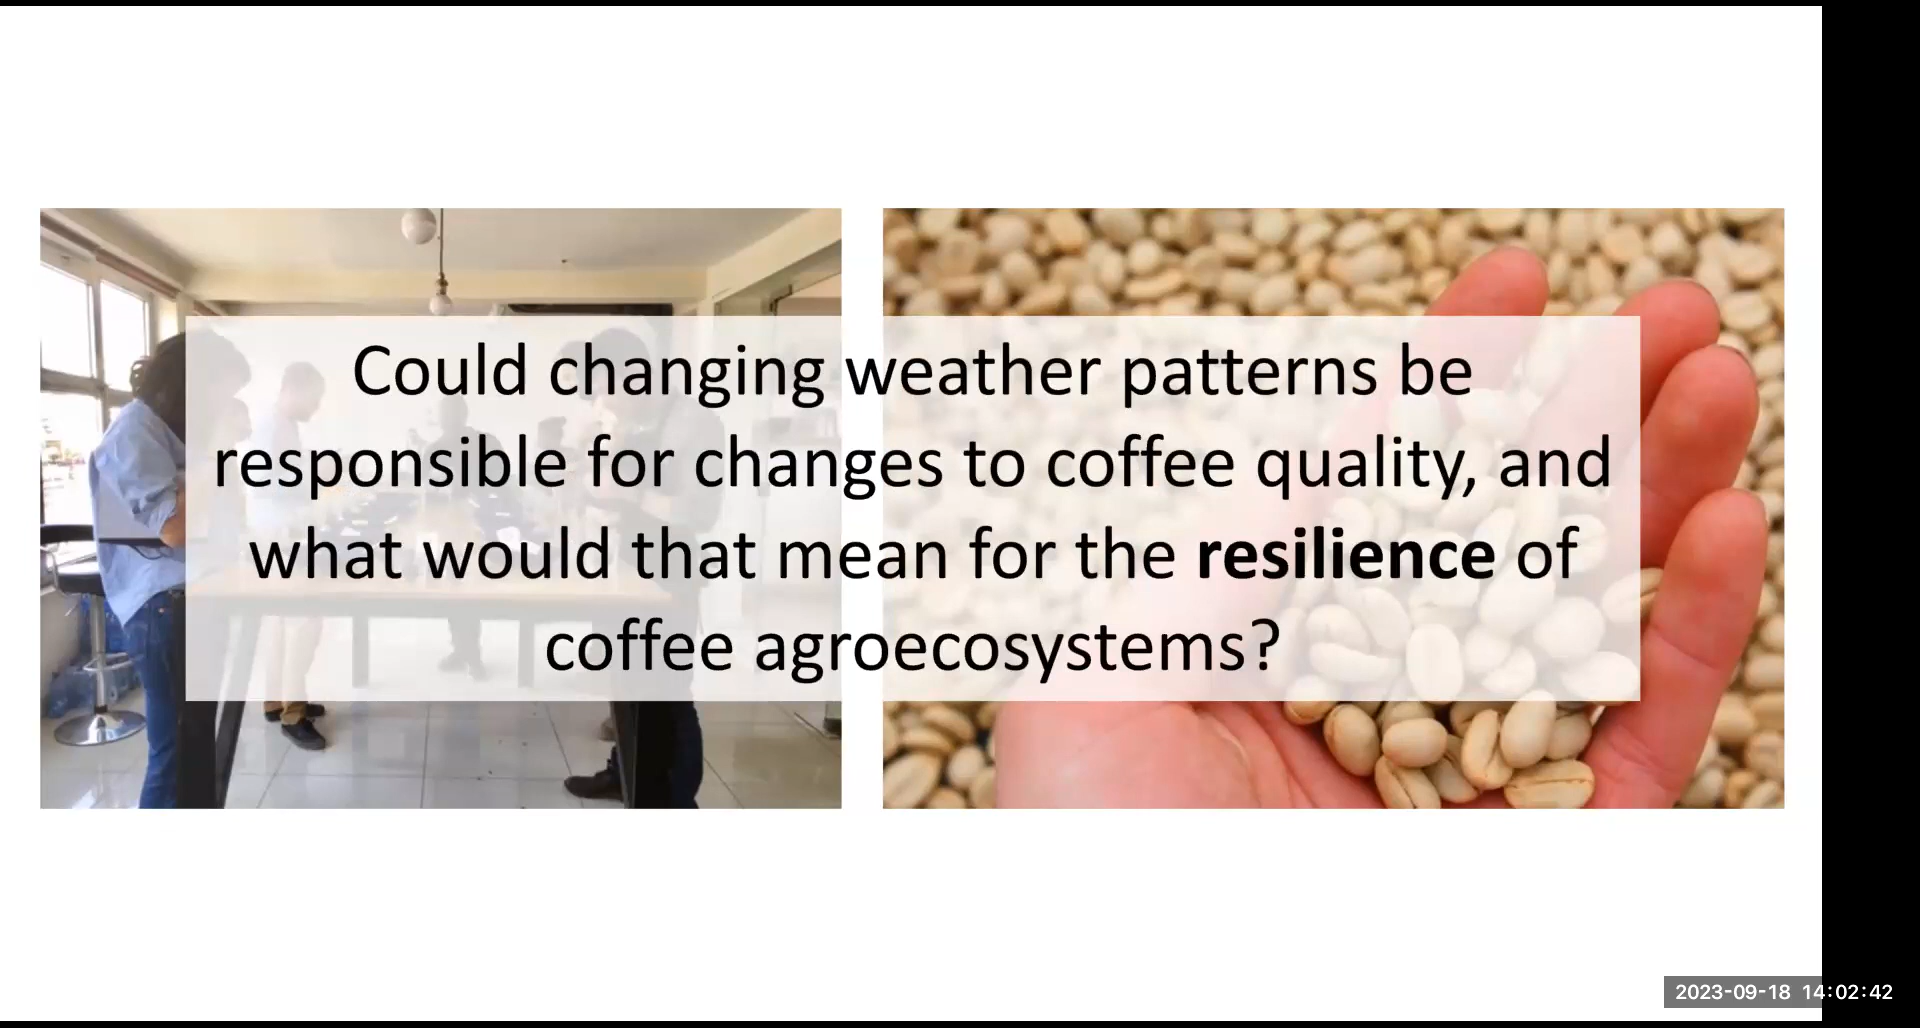 Could changing weather patterns be
responsible for changes to coffee quality, and
what would that mean for the resilience of
coffee agroecosystems?
2023-09-18 14:02:42